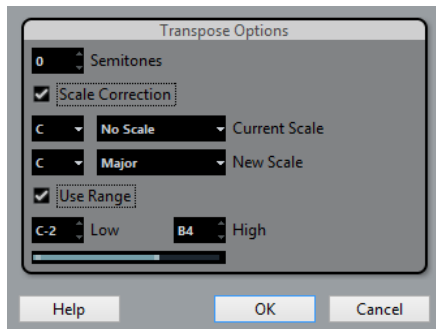 Transpose Options
0 Semitones
Scale Correction
C No Scale Current Scale
C Major New Scale
Use Range
C-2 Low B4 High
Help OK Cancel